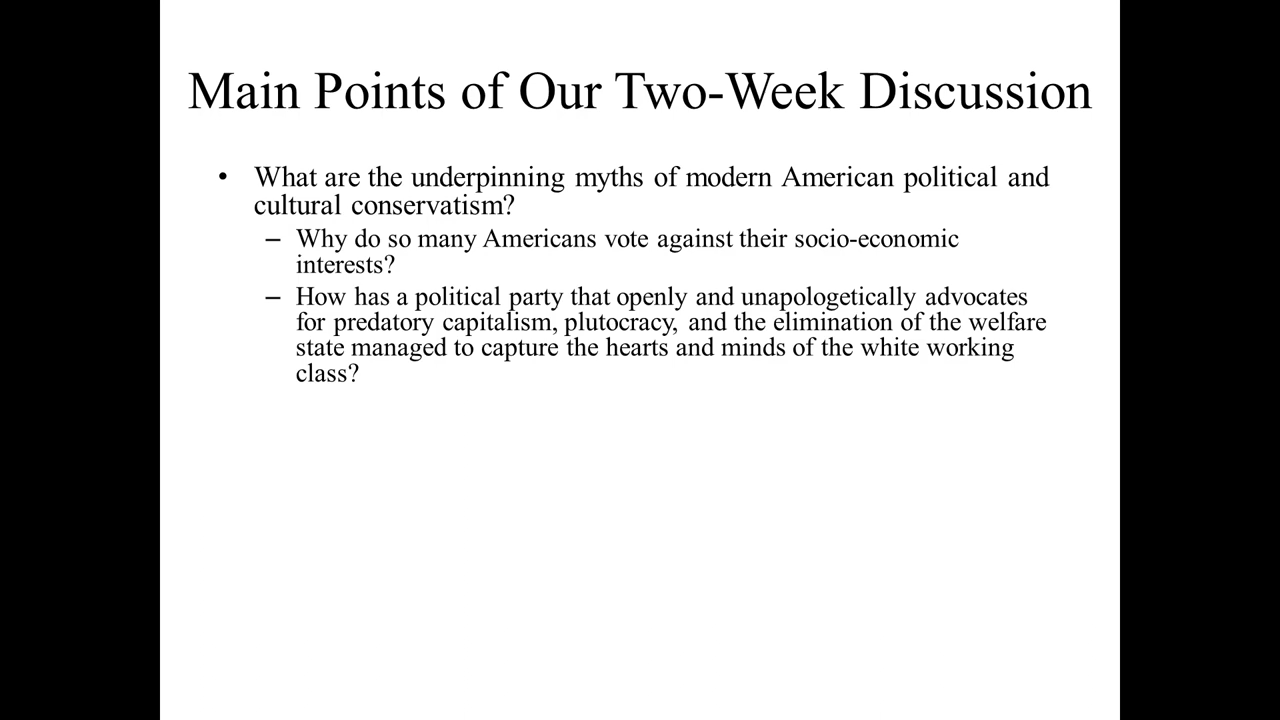 Main Points of Our Two-Week Discussion
• What are the underpinning myths of modern American political and
cultural conservatism?
– Why do so many Americans vote against their socio-economic
interests?
– How has a political party that openly and unapologetically advocates
for predatory capitalism, plutocracy, and the elimination of the welfare
state managed to capture the hearts and minds of the white working
class?